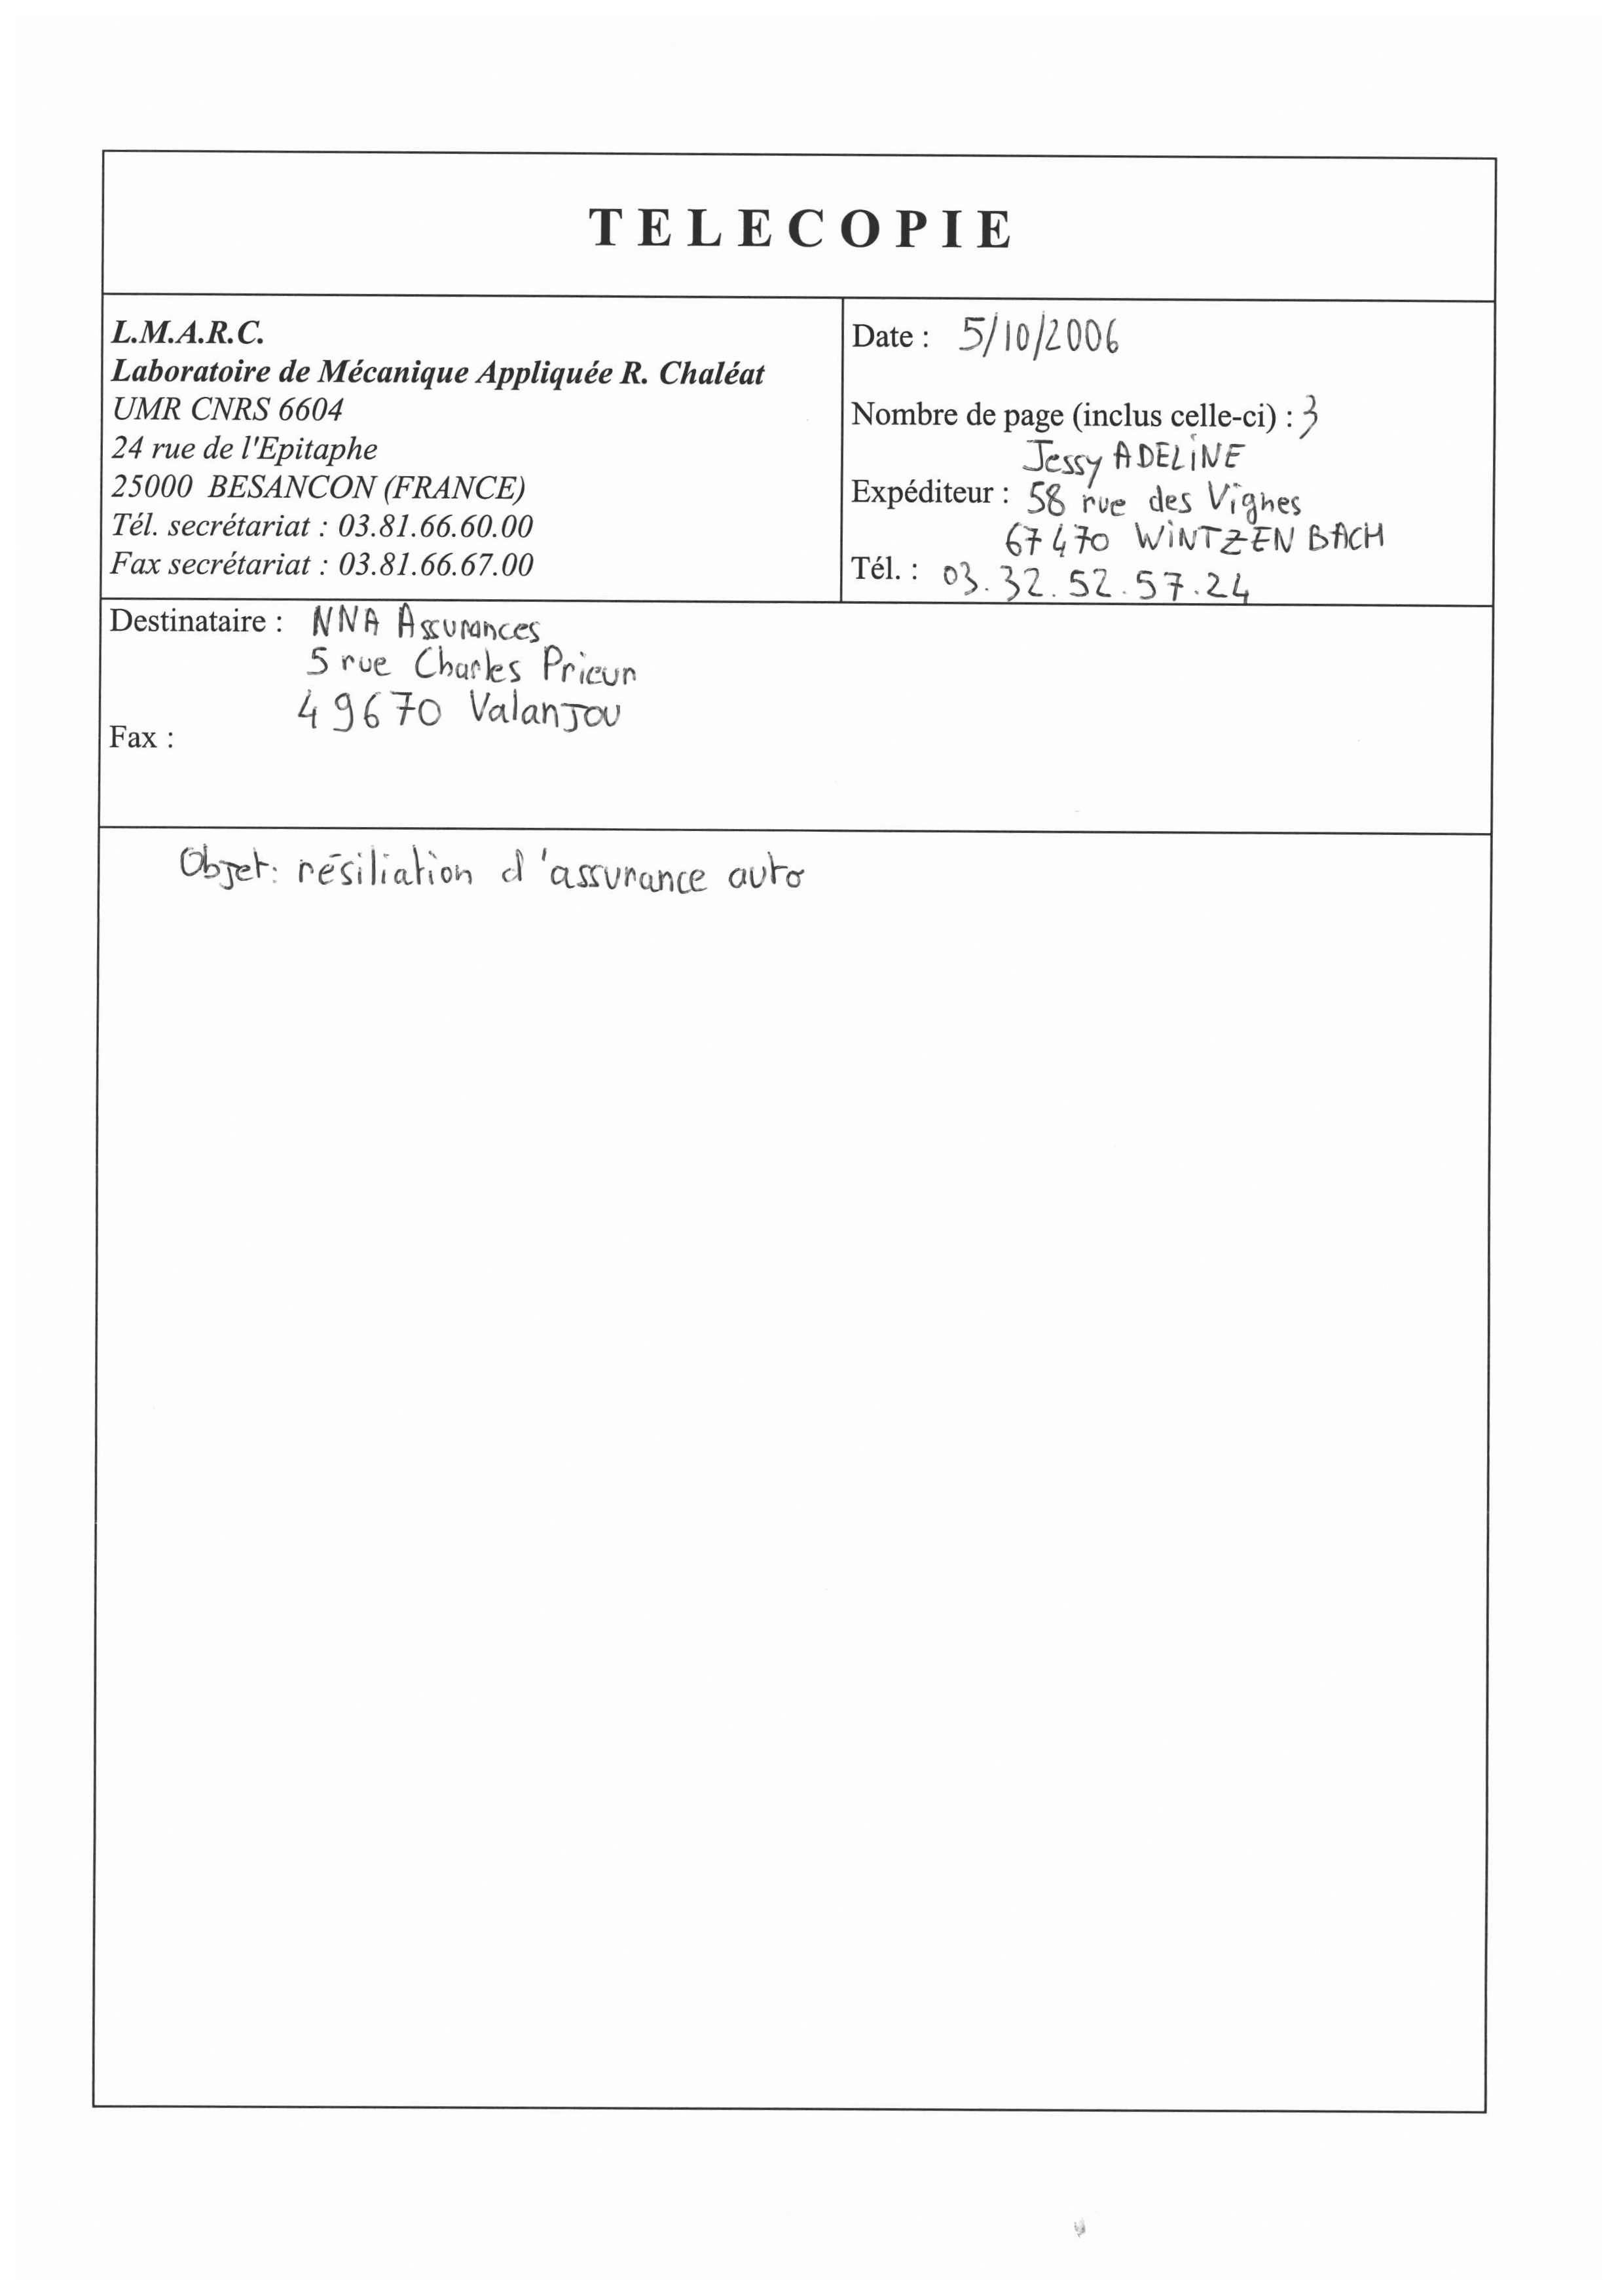 TELECOPIE
L.M.A.R.C.
Laboratoire de Mécanique Appliquée R. Chaléat
UMR CNRS 6604
24 rue de l'Epitaphe
25000 BESANCON (FRANCE)
Tél. secrétariat : 03.81.66.60.00
Fax secrétariat : 03.81.66.67.00
Date : 5/10/2006
Nombre de page (inclus celle-ci) : 3
Jessy ADELINE
Expéditeur : 58 rue des Vignes
67470 WINTZENBACH
Tél. : 03.32.52.57.24
Destinataire : NNA Assurances
5 rue Charles Prieur
49670 Valanjou
Fax :
Objet: résiliation d'assurance auto